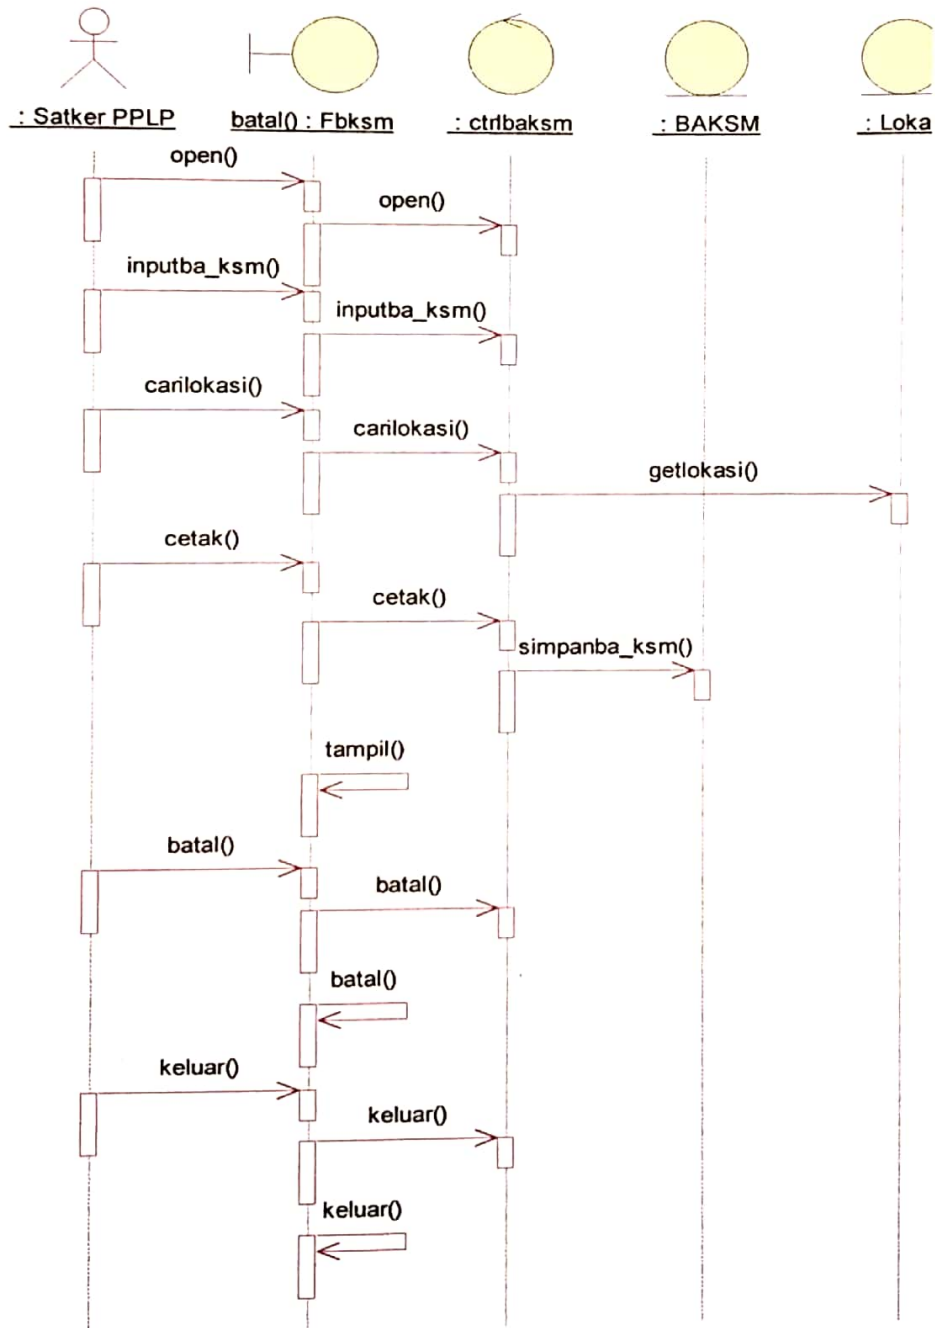 : Satker PPLP
batal() : Fbksm
: ctrlbaksm
: BAKSM
: Loka
open()
open()
inputba_ksm()
inputba_ksm()
carilokasi()
carilokasi()
getlokasi()
cetak()
cetak()
simpanba_ksm()
tampil()
batal()
batal()
batal()
keluar()
keluar()
keluar()